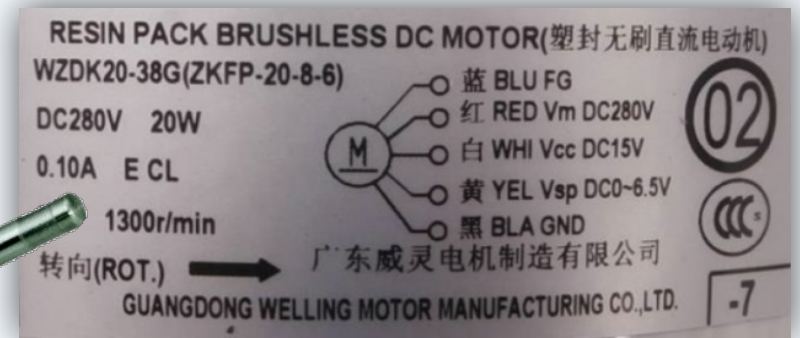 RESIN PACK BRUSHLESS DC MOTOR(塑封无刷直流电动机)
WZDK20-38G(ZKFP-20-8-6)
DC280V 20W
0.10A E CL
1300r/min
转向(ROT.)
M
蓝 BLU FG
红 RED Vm DC280V
白 WHI Vcc DC15V
黄 YEL Vsp DC0~6.5V
黑 BLA GND
02
CCC S
广东威灵电机制造有限公司
GUANGDONG WELLING MOTOR MANUFACTURING CO.,LTD.
-7